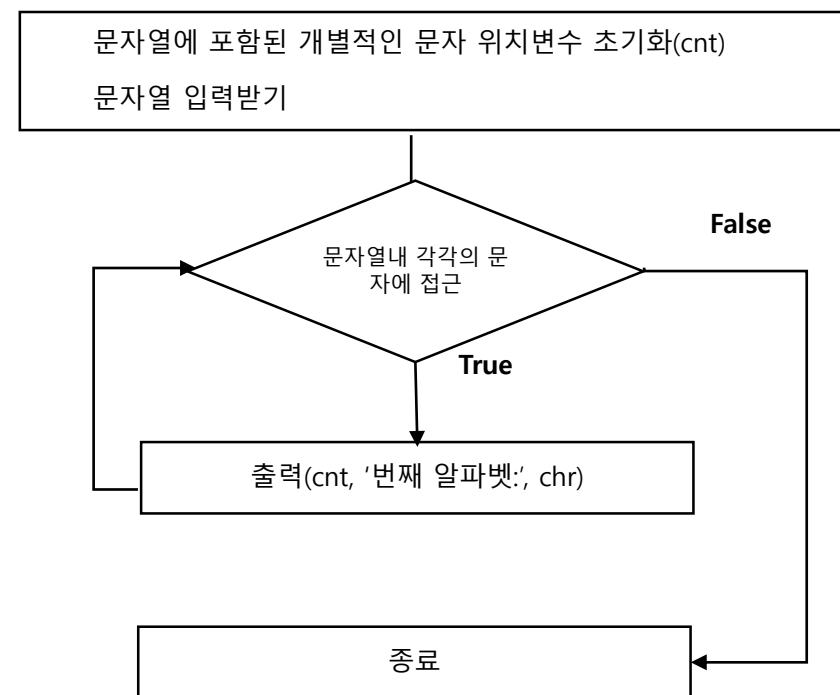 문자열에 포함된 개별적인 문자 위치변수 초기화(cnt)
문자열 입력받기
False
문자열내 각각의 문
자에 접근
True
출력(cnt, ‘번째 알파벳:’, chr)
종료